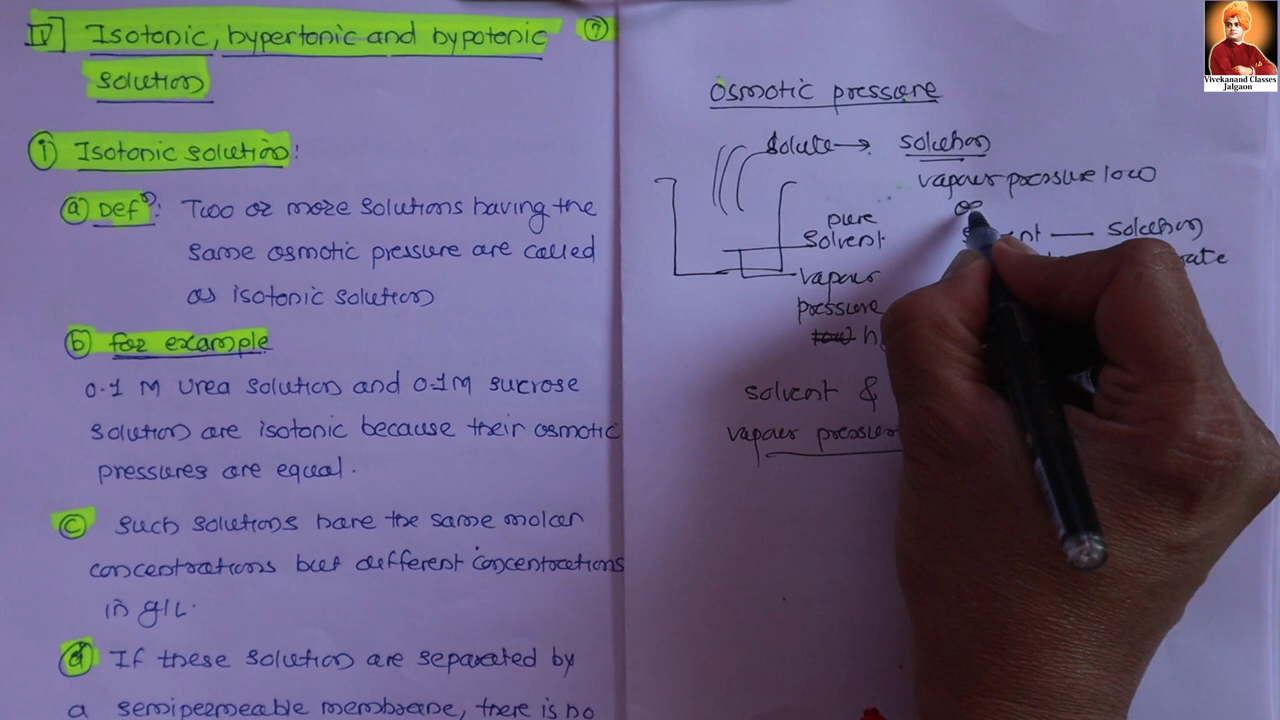 IV] Isotonic, hypertonic and hypotonic
solution
i) Isotonic solution:
a) Defn: Two or more solutions having the
same osmotic pressure are called
as isotonic solution
b) for example
0.1 M urea solution and 0.1M sucrose
solution are isotonic because their osmotic
pressures are equal.
c) such solutions have the same molar
concentrations but different concentrations
in g/L.
d) If these solution are separated by
a semipermeable membrane, there is no
Osmotic pressure
Solute → solution
vapour pressure low
pure
Solvent
solution
vapour
pressure
solvent &
vapour pressure
Vivekanand Classes
Jalgaon